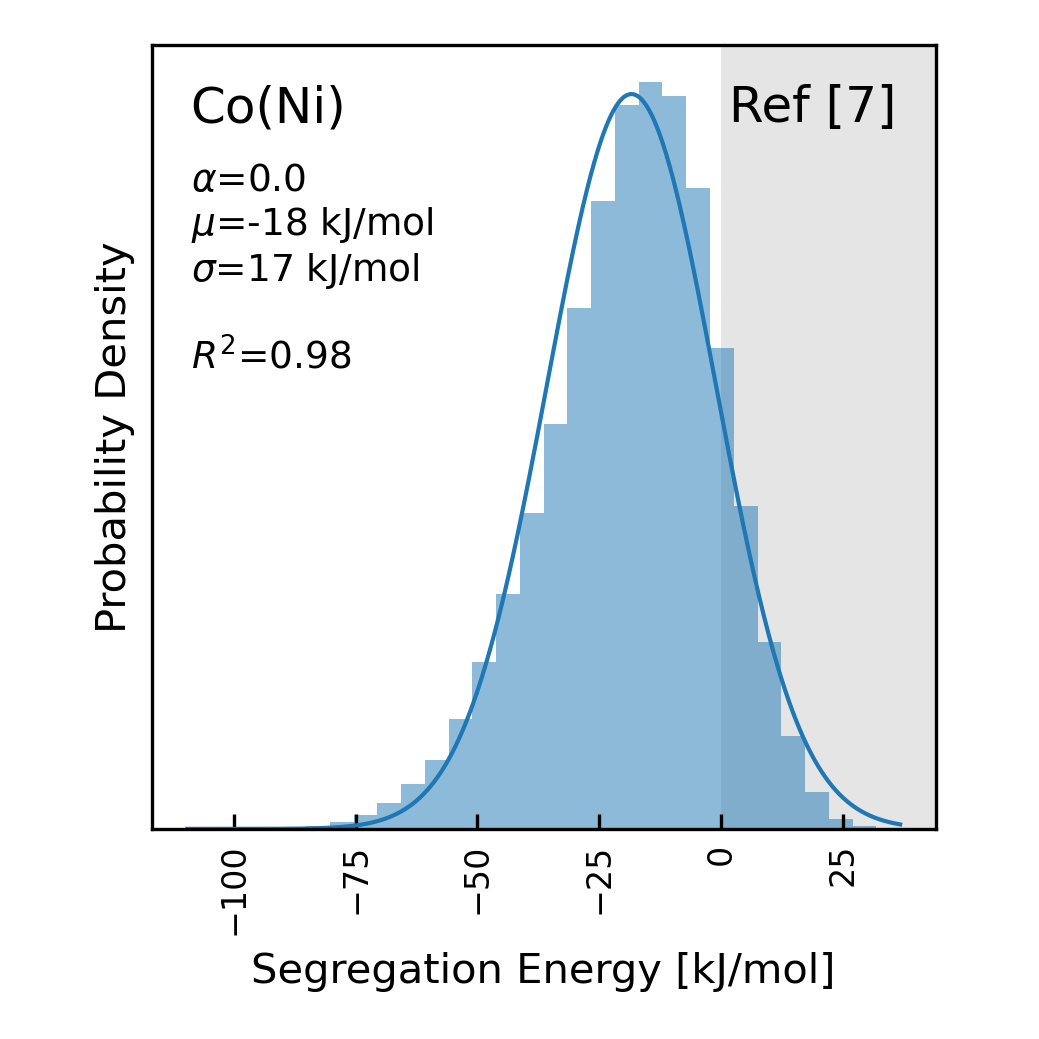 Co(Ni)
Ref [7]
α=0.0
μ=-18 kJ/mol
σ=17 kJ/mol
R²=0.98
Probability Density
−100
−75
−50
−25
0
25
Segregation Energy [kJ/mol]